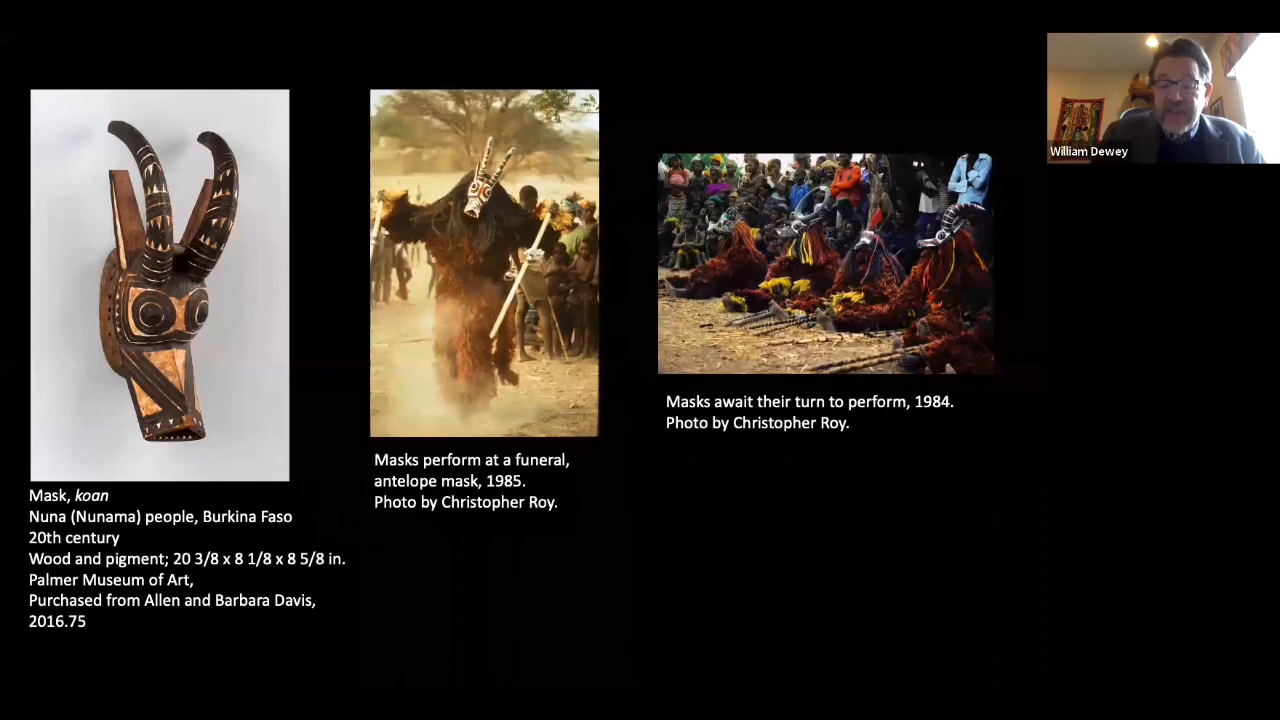 William Dewey
Mask, koan
Nuna (Nunama) people, Burkina Faso
20th century
Wood and pigment; 20 3/8 x 8 1/8 x 8 5/8 in.
Palmer Museum of Art,
Purchased from Allen and Barbara Davis,
2016.75
Masks perform at a funeral,
antelope mask, 1985.
Photo by Christopher Roy.
Masks await their turn to perform, 1984.
Photo by Christopher Roy.